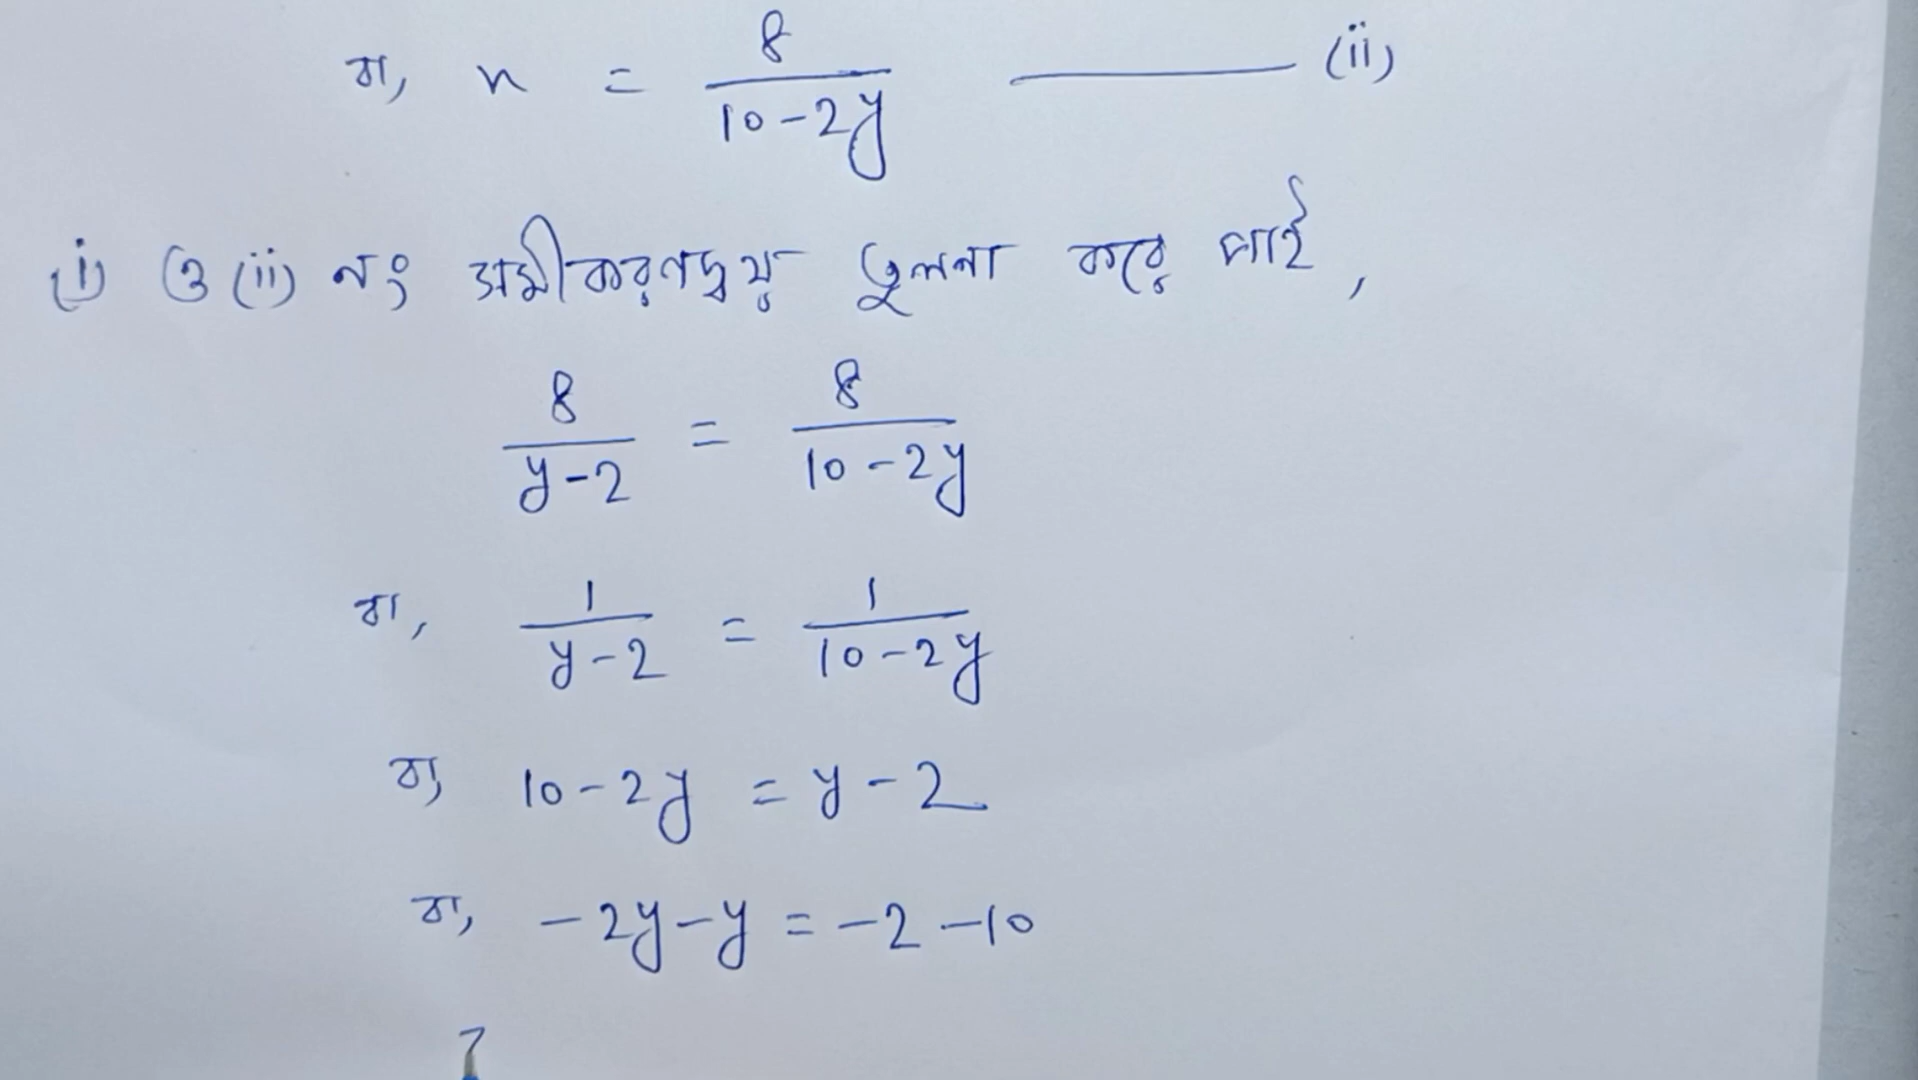 বা, x = 8/(10-2y) ——— (ii)
(i) ও (ii) নং সমীকরণদ্বয় তুলনা করে পাই,
8/(y-2) = 8/(10-2y)
বা, 1/(y-2) = 1/(10-2y)
বা, 10-2y = y-2
বা, -2y-y = -2-10